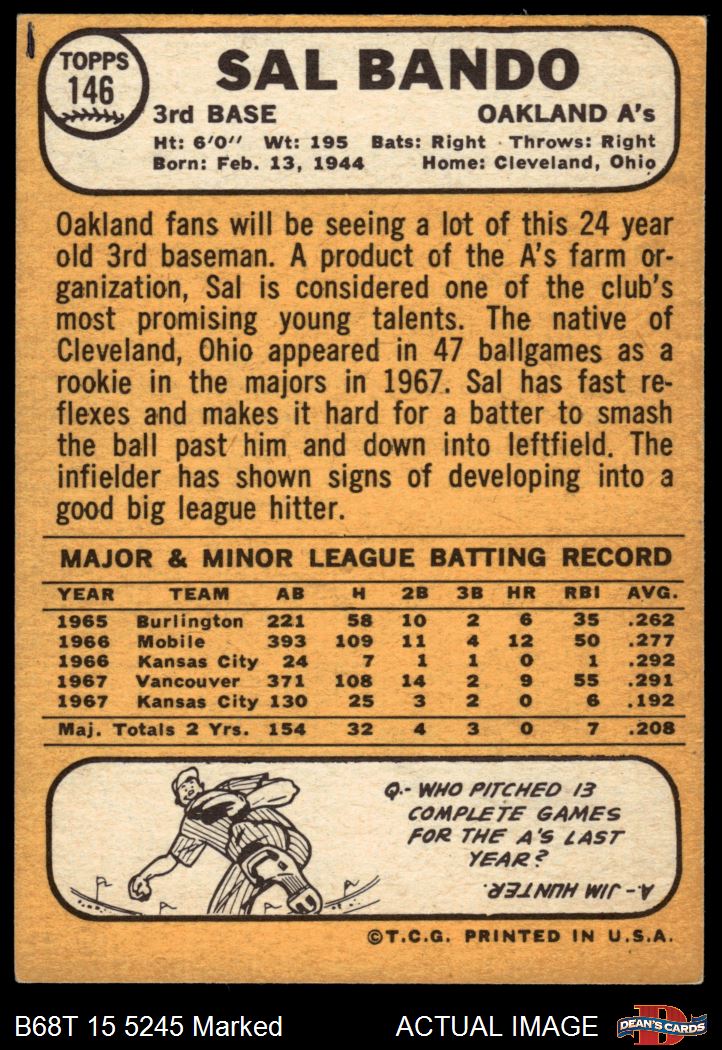 TOPPS
146
SAL BANDO
3rd BASE OAKLAND A's
Ht: 6'0" Wt: 195 Bats: Right Throws: Right
Born: Feb. 13, 1944 Home: Cleveland, Ohio
Oakland fans will be seeing a lot of this 24 year
old 3rd baseman. A product of the A's farm or-
ganization, Sal is considered one of the club's
most promising young talents. The native of
Cleveland, Ohio appeared in 47 ballgames as a
rookie in the majors in 1967. Sal has fast re-
flexes and makes it hard for a batter to smash
the ball past him and down into leftfield. The
infielder has shown signs of developing into a
good big league hitter.
MAJOR & MINOR LEAGUE BATTING RECORD
YEAR TEAM AB H 2B 3B HR RBI AVG.
1965 Burlington 221 58 10 2 6 35 .262
1966 Mobile 393 109 11 4 12 50 .277
1966 Kansas City 24 7 1 1 0 1 .292
1967 Vancouver 371 108 14 2 9 55 .291
1967 Kansas City 130 25 3 2 0 6 .192
Maj. Totals 2 Yrs. 154 32 4 3 0 7 .208
Q.- WHO PITCHED 13
COMPLETE GAMES
FOR THE A'S LAST
YEAR?
A- JIM HUNTER.
©T.C.G. PRINTED IN U.S.A.
B68T 15 5245 Marked ACTUAL IMAGE
D
DEAN'S CARDS